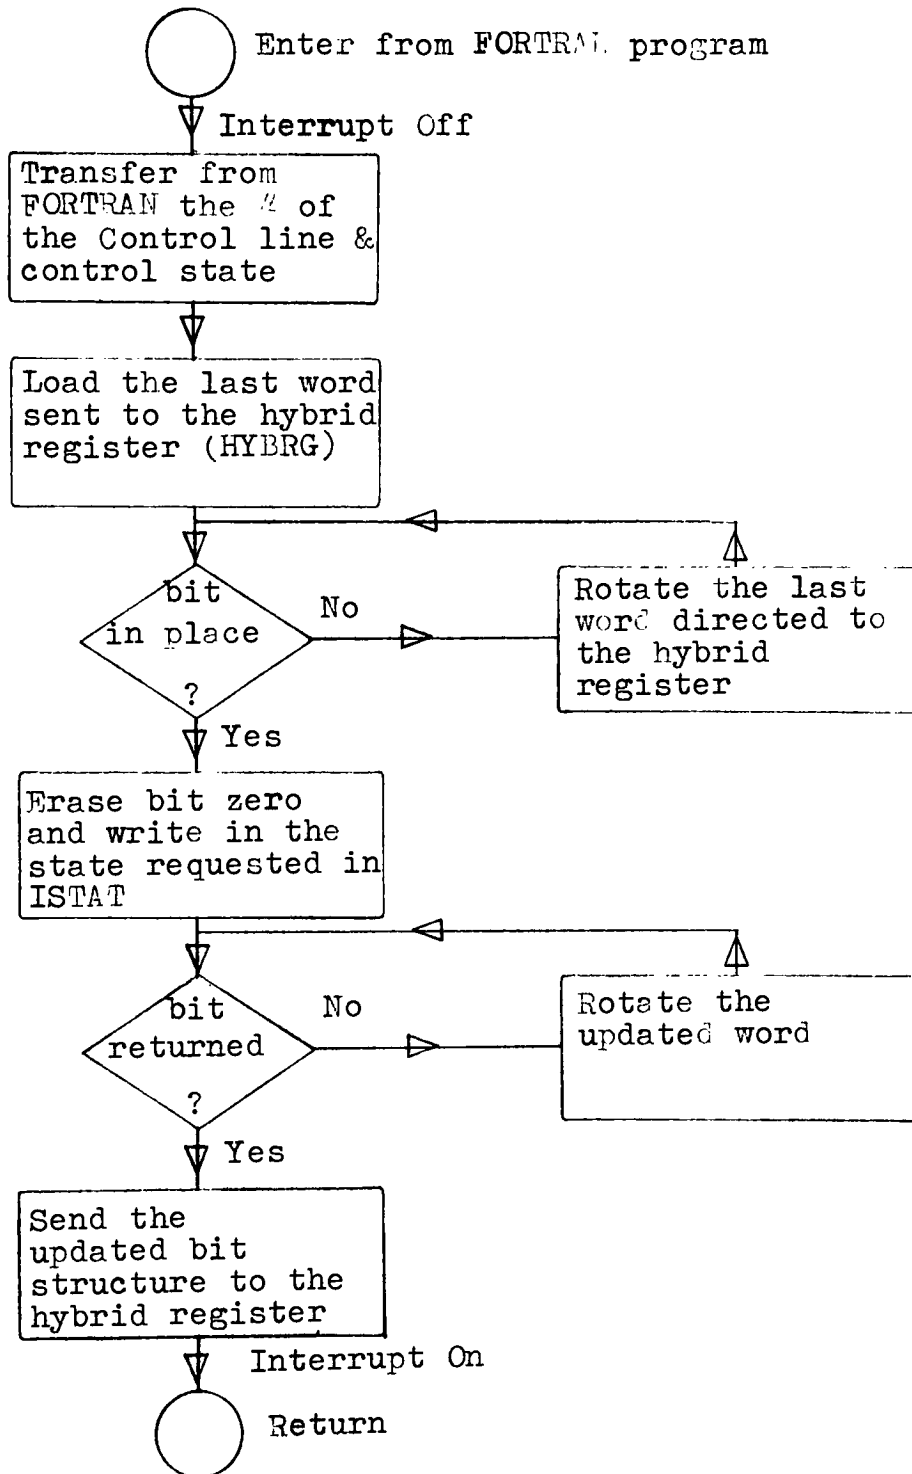 Enter from FORTRAN program
Interrupt Off
Transfer from
FORTRAN the # of
the Control line &
control state
Load the last word
sent to the hybrid
register (HYBRG)
bit
in place
?
No
Rotate the last
word directed to
the hybrid
register
Yes
Erase bit zero
and write in the
state requested in
ISTAT
bit
returned
?
No
Rotate the
updated word
Yes
Send the
updated bit
structure to the
hybrid register
Interrupt On
Return